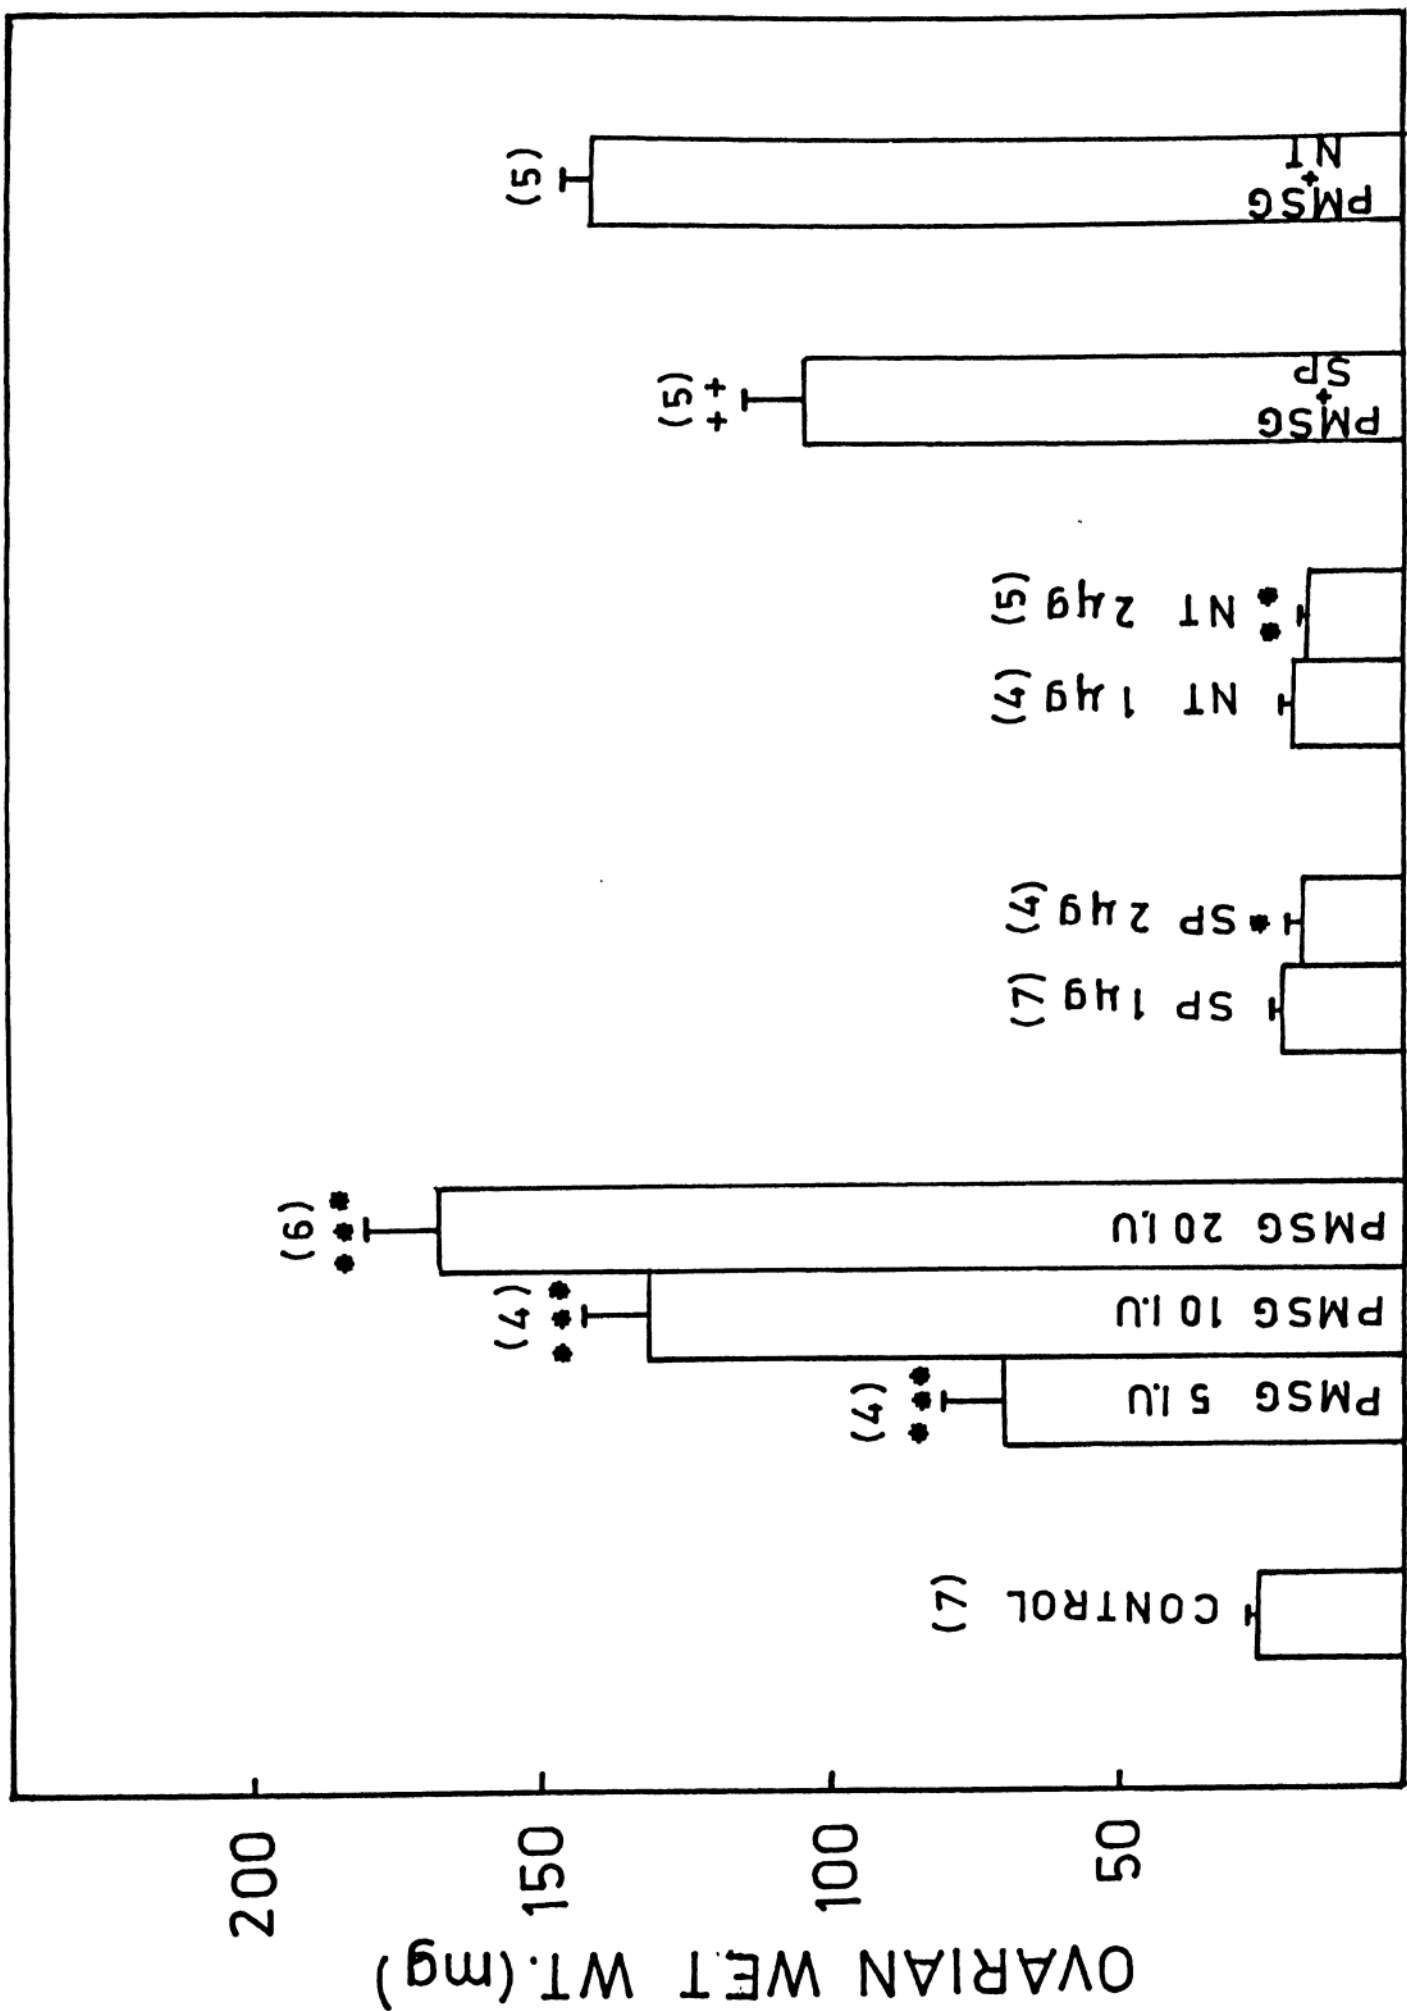 OVARIAN WET WT.(mg)
200
150
100
50
(7)
CONTROL
(4)
***
PMSG 5 I.U
(4)
***
PMSG 10 I.U
(6)
***
PMSG 20 I.U
SP 1µg (7)
* SP 2µg (4)
NT 1µg (4)
** NT 2µg (5)
(5)
++
PMSG
+
SP
(5)
PMSG
+
NT